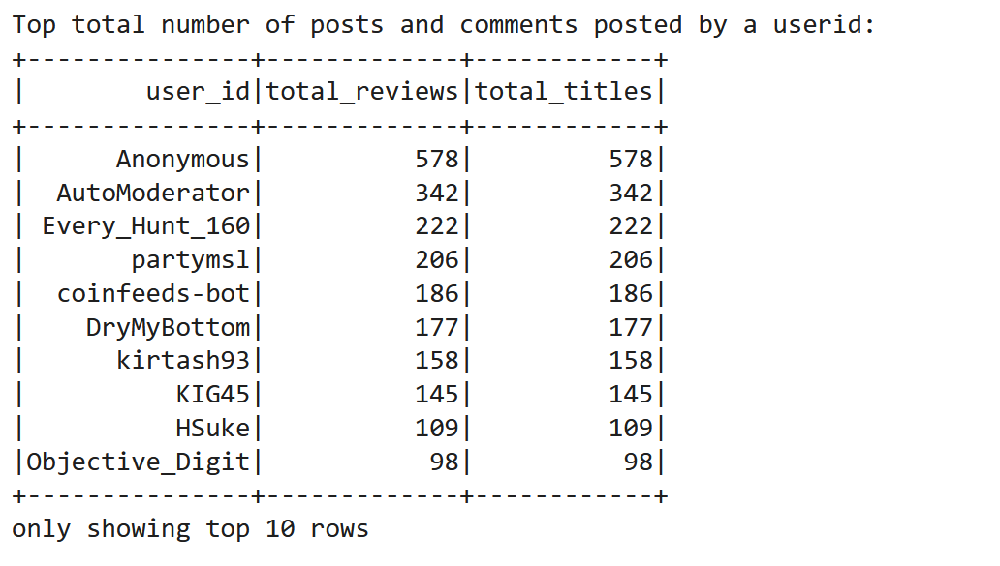 Top total number of posts and comments posted by a userid:
+---------------+-------------+------------+
|        user_id|total_reviews|total_titles|
+---------------+-------------+------------+
|      Anonymous|          578|         578|
|  AutoModerator|          342|         342|
| Every_Hunt_160|          222|         222|
|       partymsl|          206|         206|
|  coinfeeds-bot|          186|         186|
|    DryMyBottom|          177|         177|
|      kirtash93|          158|         158|
|          KIG45|          145|         145|
|          HSuke|          109|         109|
|Objective_Digit|           98|          98|
+---------------+-------------+------------+
only showing top 10 rows